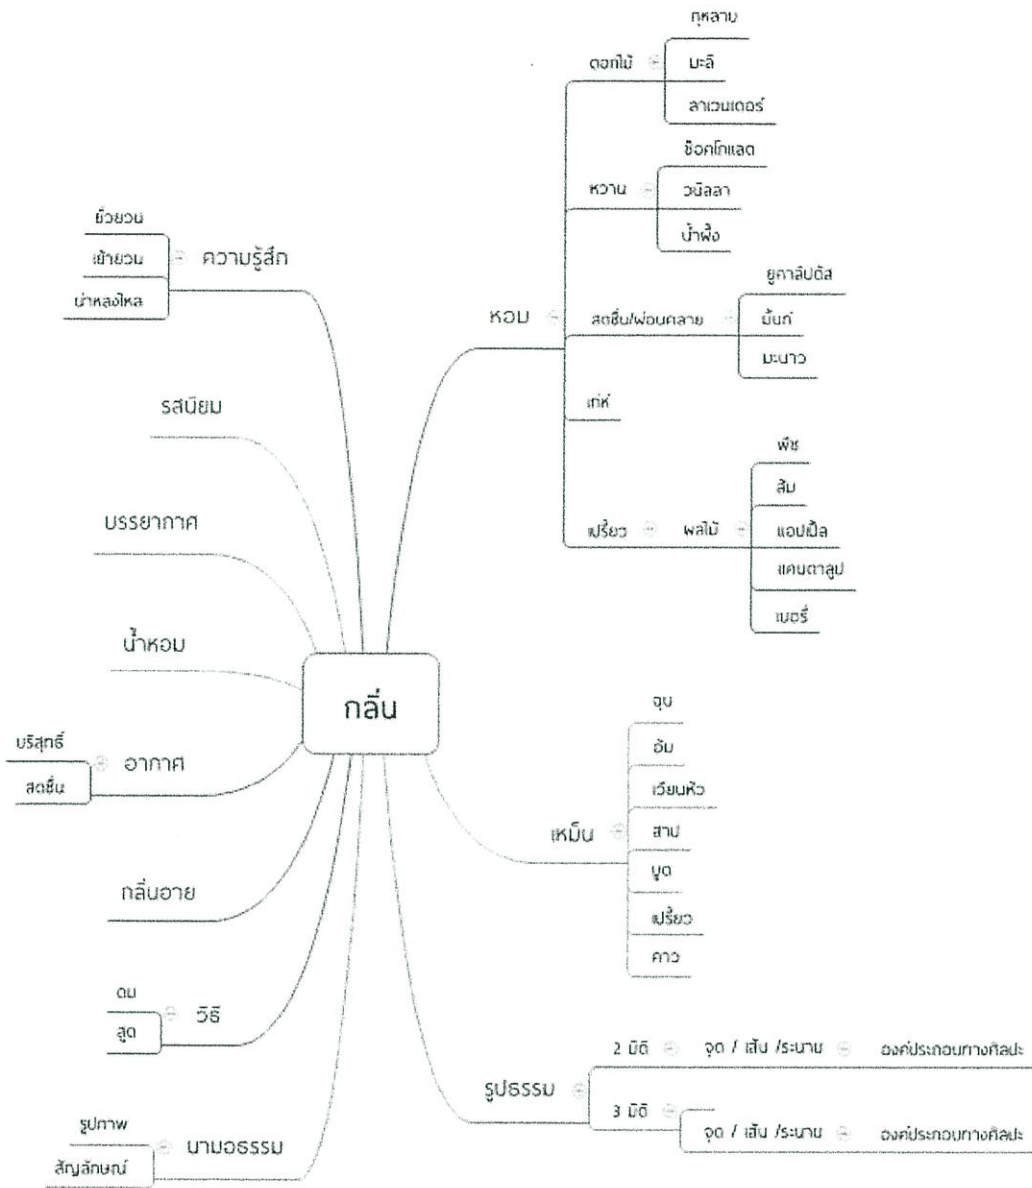 กลิ่น
หอม
ดอกไม้
กุหลาบ
มะลิ
ลาเวนเดอร์
หวาน
ช็อคโกแลต
วนิลลา
น้ำผึ้ง
สดชื่น/ผ่อนคลาย
ยูคาลิปตัส
มิ้นท์
มะนาว
เท่ห์
เปรี้ยว
ผลไม้
พีช
ส้ม
แอปเปิ้ล
แคนตาลูป
เบอรี่
เหม็น
ฉุน
อับ
เวียนหัว
สาบ
บูด
เปรี้ยว
คาว
รูปธรรม
2 มิติ
จุด / เส้น /ระนาบ
องค์ประกอบทางศิลปะ
3 มิติ
จุด / เส้น /ระนาบ
องค์ประกอบทางศิลปะ
ความรู้สึก
ยั่วยวน
เย้ายวน
น่าหลงใหล
รสนิยม
บรรยากาศ
น้ำหอม
อากาศ
บริสุทธิ์
สดชื่น
กลิ่นอาย
วิธี
ดม
สูด
นามอธรรม
รูปภาพ
สัญลักษณ์